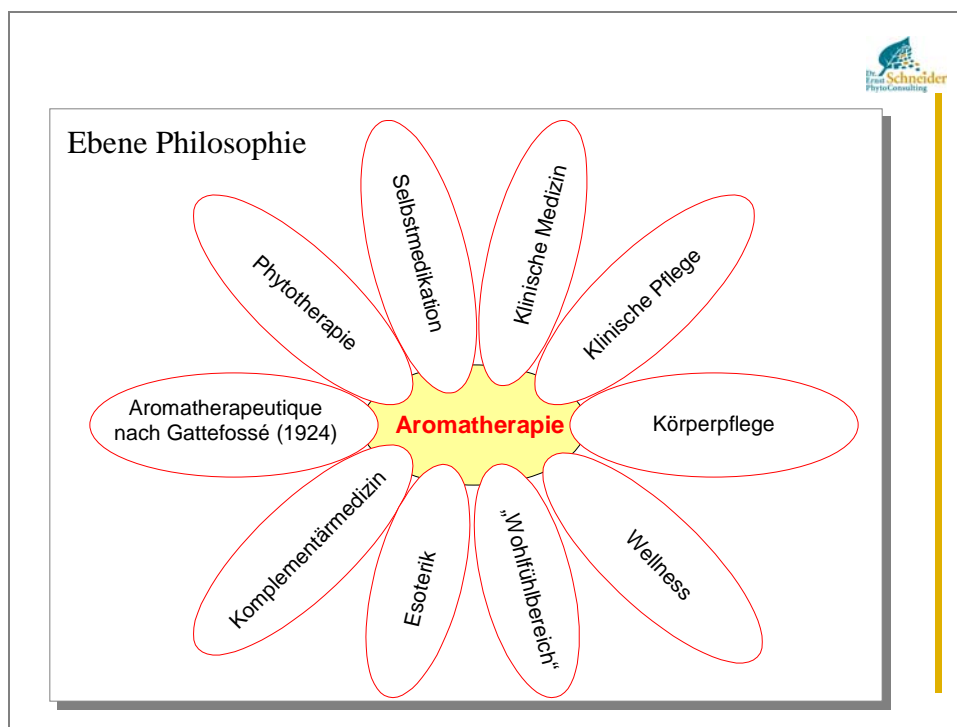 Dr.
Ernst Schneider
PhytoConsulting
Ebene Philosophie
Selbstmedikation
Klinische Medizin
Phytotherapie
Klinische Pflege
Aromatherapeutique
nach Gattefossé (1924)
Aromatherapie
Körperpflege
Komplementärmedizin
Esoterik
„Wohlfühlbereich“
Wellness